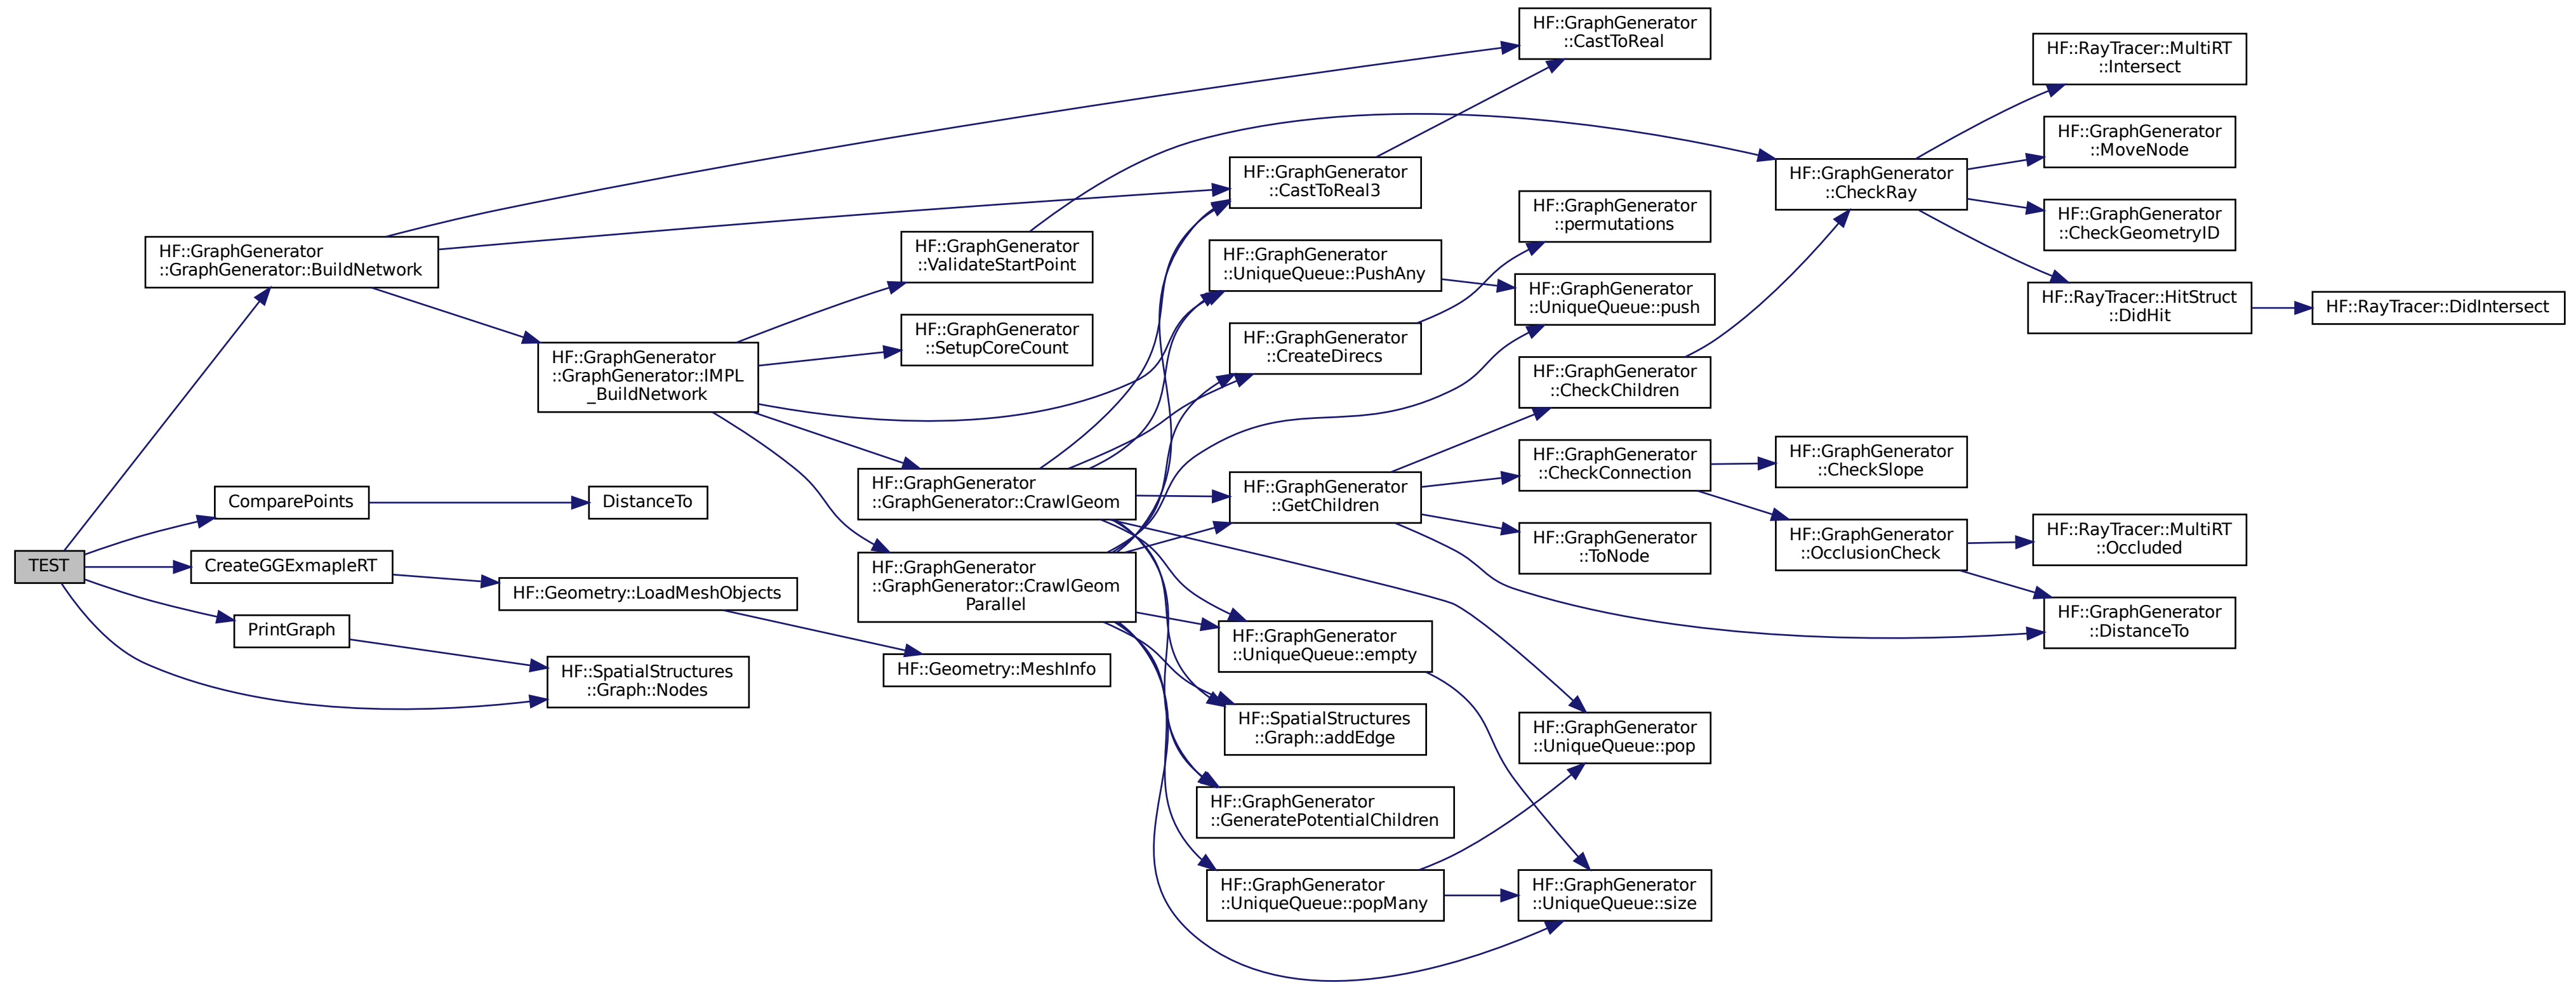 TEST
HF::GraphGenerator
::GraphGenerator::BuildNetwork
ComparePoints
CreateGGExmapleRT
PrintGraph
HF::GraphGenerator
::GraphGenerator::IMPL
_BuildNetwork
DistanceTo
HF::Geometry::LoadMeshObjects
HF::SpatialStructures
::Graph::Nodes
HF::GraphGenerator
::ValidateStartPoint
HF::GraphGenerator
::SetupCoreCount
HF::GraphGenerator
::GraphGenerator::CrawlGeom
HF::GraphGenerator
::GraphGenerator::CrawlGeom
Parallel
HF::Geometry::MeshInfo
HF::GraphGenerator
::CastToReal3
HF::GraphGenerator
::UniqueQueue::PushAny
HF::GraphGenerator
::CreateDirecs
HF::GraphGenerator
::GetChildren
HF::GraphGenerator
::UniqueQueue::empty
HF::SpatialStructures
::Graph::addEdge
HF::GraphGenerator
::GeneratePotentialChildren
HF::GraphGenerator
::UniqueQueue::popMany
HF::GraphGenerator
::CastToReal
HF::GraphGenerator
::permutations
HF::GraphGenerator
::UniqueQueue::push
HF::GraphGenerator
::CheckChildren
HF::GraphGenerator
::CheckConnection
HF::GraphGenerator
::ToNode
HF::GraphGenerator
::UniqueQueue::pop
HF::GraphGenerator
::UniqueQueue::size
HF::GraphGenerator
::CheckRay
HF::GraphGenerator
::CheckSlope
HF::GraphGenerator
::OcclusionCheck
HF::RayTracer::MultiRT
::Intersect
HF::GraphGenerator
::MoveNode
HF::GraphGenerator
::CheckGeometryID
HF::RayTracer::HitStruct
::DidHit
HF::RayTracer::MultiRT
::Occluded
HF::GraphGenerator
::DistanceTo
HF::RayTracer::DidIntersect